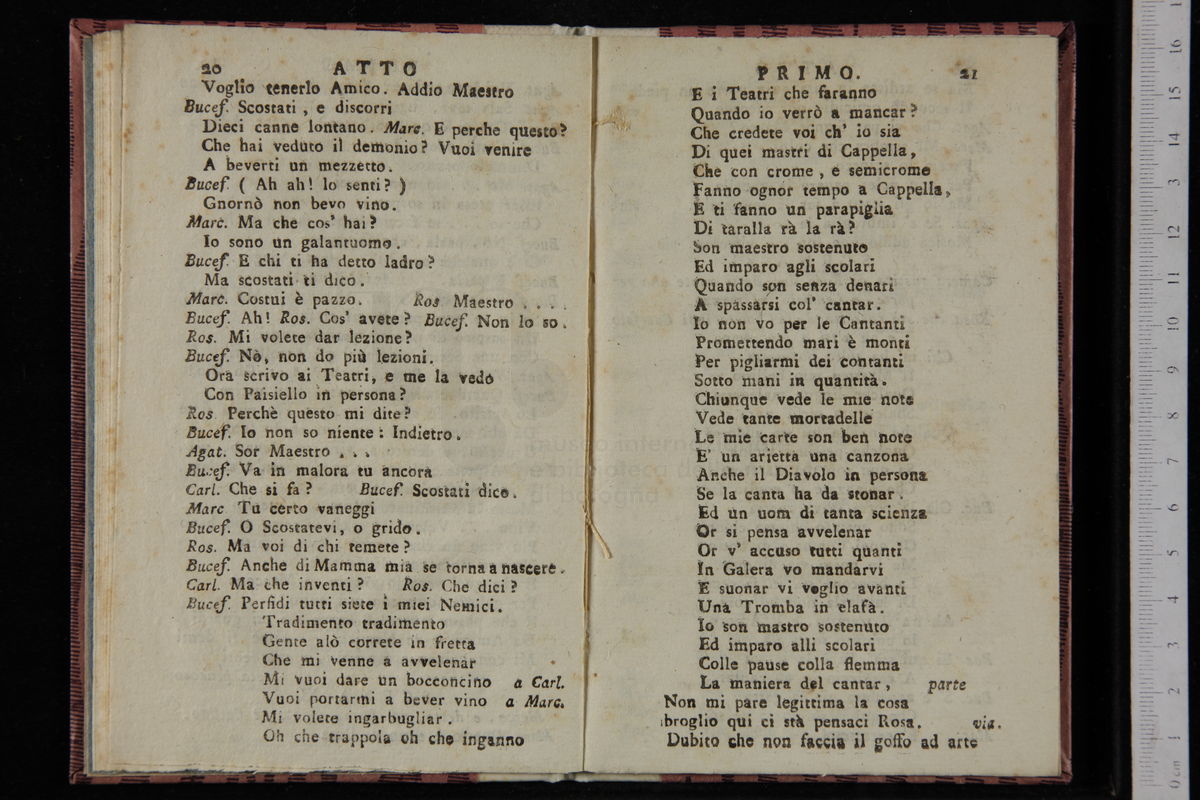 20 ATTO
Voglio tenerlo Amico. Addio Maestro
Bucef. Scostati, e discorri
Dieci canne lontano. Marc. E perche questo?
Che hai veduto il demonio? Vuoi venire
A beverti un mezzetto.
Bucef. ( Ah ah! lo senti? )
Gnornò non bevo vino.
Marc. Ma che cos' hai?
Io sono un galantuomo.
Bucef. E chi ti ha detto ladro?
Ma scostati ti dico.
Marc. Costui è pazzo. Ros Maestro ....
Bucef. Ah! Ros. Cos' avete? Bucef. Non lo so.
Ros. Mi volete dar lezione?
Bucef. Nò, non do più lezioni.
Ora scrivo ai Teatri, e me la vedo
Con Paisiello in persona?
Ros. Perchè questo mi dite?
Bucef. Io non so niente: Indietro.
Agat. Sor Maestro ...
Bucef. Va in malora tu ancora
Carl. Che si fa? Bucef. Scostati dico.
Marc Tu certo vaneggi
Bucef. O Scostatevi, o grido.
Ros. Ma voi di chi temete?
Bucef. Anche di Mamma mia se torna a nascere.
Carl. Ma che inventi? Ros. Che dici?
Bucef. Perfidi tutti siete i miei Nemici.
Tradimento tradimento
Gente alò correte in fretta
Che mi venne a avvelenar
Mi vuoi dare un bocconcino a Carl.
Vuoi portarmi a bever vino a Marc.
Mi volete ingarbugliar.
Oh che trappola oh che inganno
PRIMO. 21
E i Teatri che faranno
Quando io verrò a mancar?
Che credete voi ch' io sia
Di quei mastri di Cappella,
Che con crome, e semicrome
Fanno ognor tempo a Cappella,
E ti fanno un parapiglia
Di taralla rà la rà?
Son maestro sostenuto
Ed imparo agli scolari
Quando son senza denari
A spassarsi col' cantar.
Io non vo per le Cantanti
Promettendo mari è monti
Per pigliarmi dei contanti
Sotto mani in quantità.
Chiunque vede le mie note
Vede tante mortadelle
Le mie carte son ben note
E' un arietta una canzona
Anche il Diavolo in persona
Se la canta ha da stonar.
Ed un uom di tanta scienza
Or si pensa avvelenar
Or v' accuso tutti quanti
In Galera vo mandarvi
E suonar vi voglio avanti
Una Tromba in elafà.
Io son mastro sostenuto
Ed imparo alli scolari
Colle pause colla flemma
La maniera del cantar, parte
Non mi pare legittima la cosa
broglio qui ci stà pensaci Rosa. via.
Dubito che non faccia il goffo ad arte